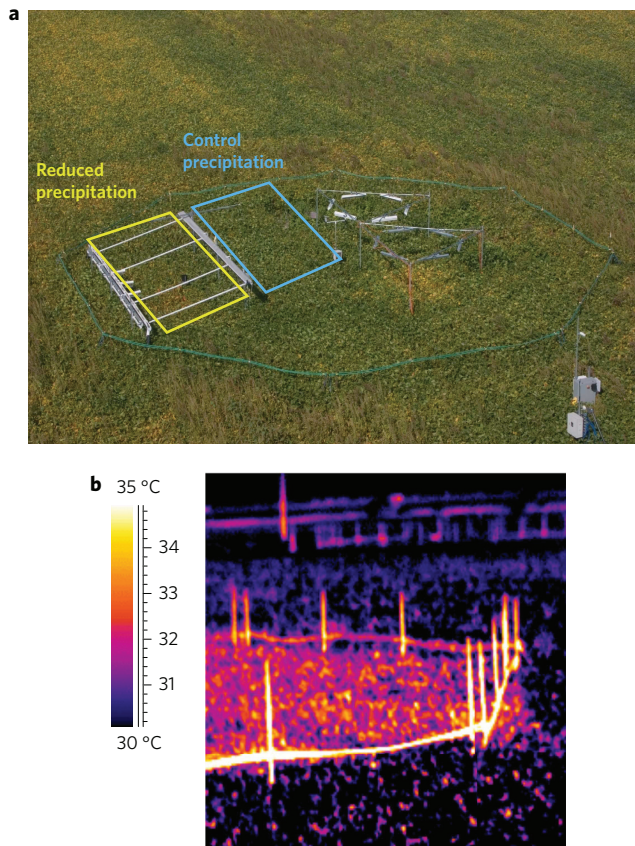 a
Control
precipitation
Reduced
precipitation
b
35 °C
34
33
32
31
30 °C